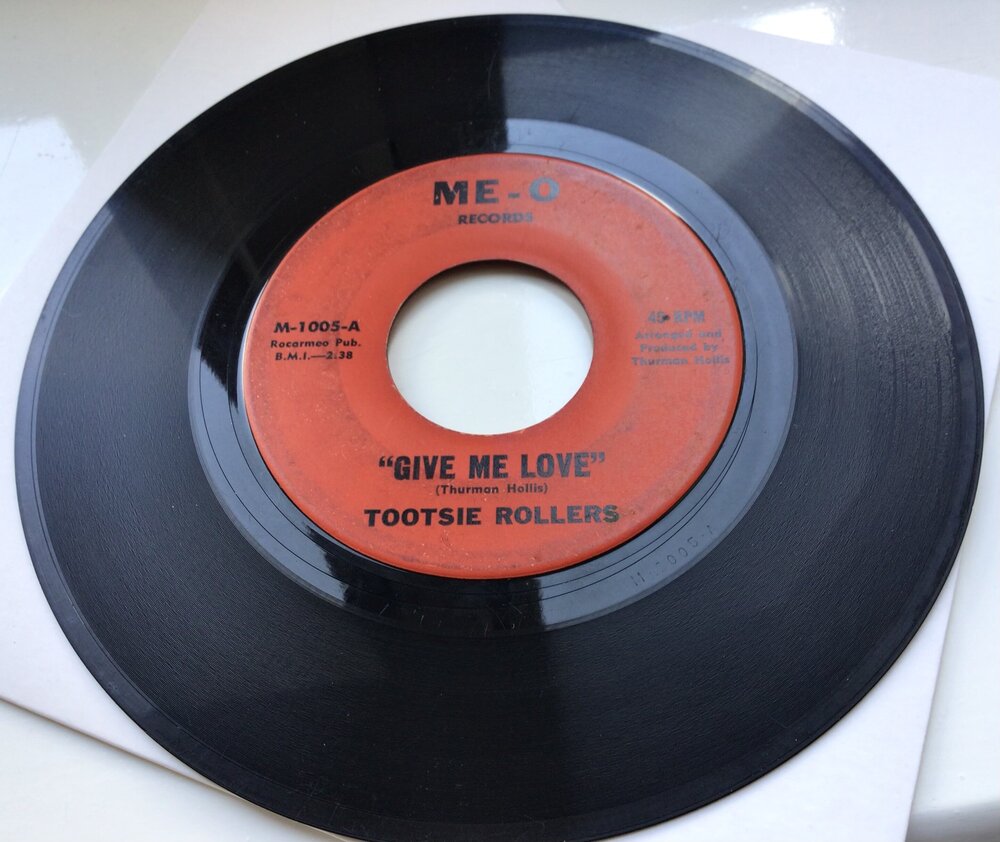 ME-O
RECORDS
M-1005-A
Rocarmeo Pub.
B.M.I.—2:38
45 RPM
Arranged and
Produced by
Thurman Hollis
"GIVE ME LOVE"
(Thurman Hollis)
TOOTSIE ROLLERS